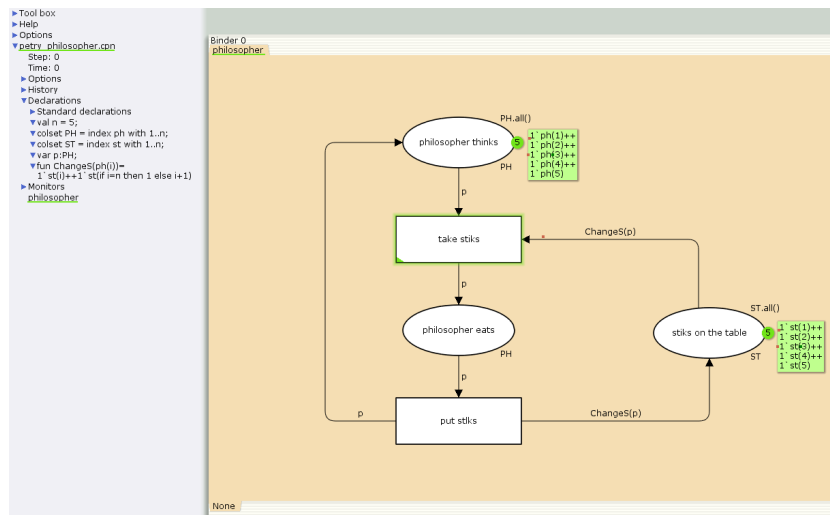 Tool box
Help
Options
petry_philosopher.cpn
Step: 0
Time: 0
Options
History
Declarations
Standard declarations
val n = 5;
colset PH = index ph with 1..n;
colset ST = index st with 1..n;
var p:PH;
fun ChangeS(ph(i))=
1`st(i)++1`st(if i=n then 1 else i+1)
Monitors
philosopher
Binder 0
philosopher
PH.all()
philosopher thinks
5
1`ph(1)++
1`ph(2)++
1`ph(3)++
1`ph(4)++
1`ph(5)
PH
p
take stiks
ChangeS(p)
p
philosopher eats
PH
ST.all()
stiks on the table
5
1`st(1)++
1`st(2)++
1`st(3)++
1`st(4)++
1`st(5)
ST
p
p
put stiks
ChangeS(p)
None